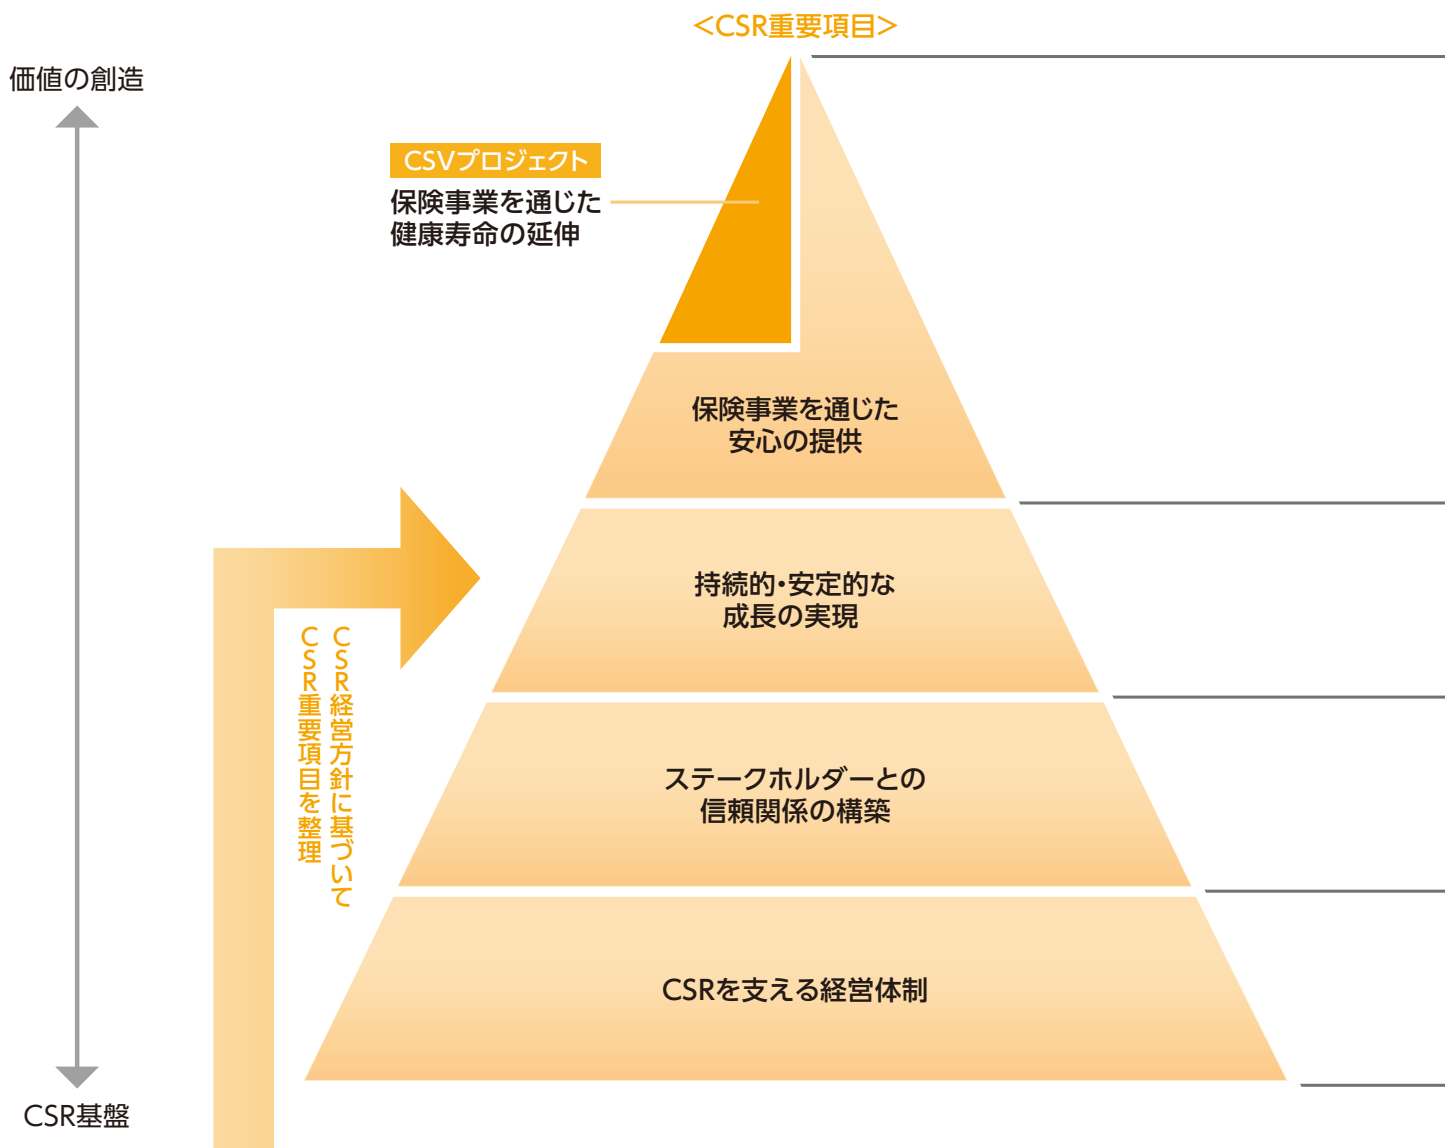 ＜CSR重要項目＞
価値の創造
CSVプロジェクト
保険事業を通じた
健康寿命の延伸
保険事業を通じた
安心の提供
持続的・安定的な
成長の実現
CSR経営方針に基づいて
CSR重要項目を整理
ステークホルダーとの
信頼関係の構築
CSRを支える経営体制
CSR基盤